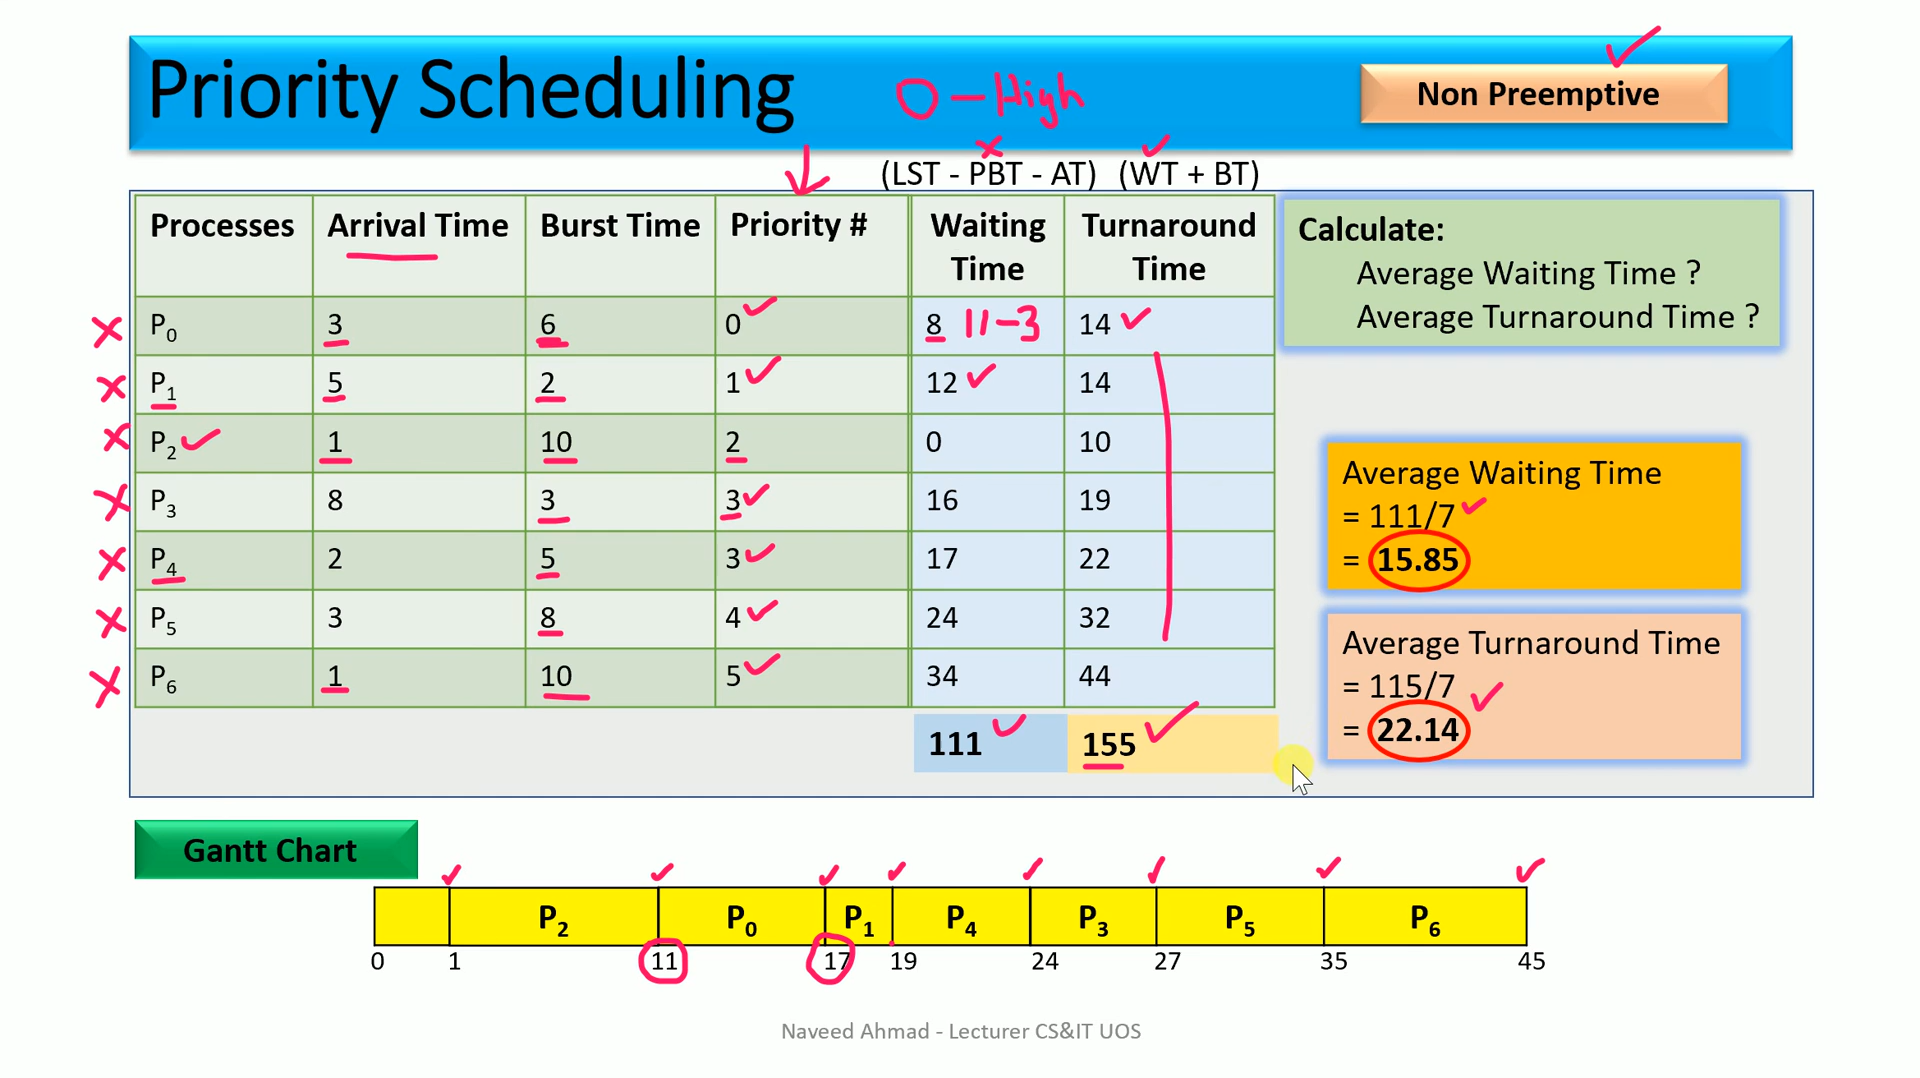 Priority Scheduling
0 - High
Non Preemptive
(LST - PBT - AT) (WT + BT)
Processes Arrival Time Burst Time Priority # Waiting Time Turnaround Time
P0 3 6 0 8 11-3 14
P1 5 2 1 12 14
P2 1 10 2 0 10
P3 8 3 3 16 19
P4 2 5 3 17 22
P5 3 8 4 24 32
P6 1 10 5 34 44
111 155
Calculate:
Average Waiting Time ?
Average Turnaround Time ?
Average Waiting Time
= 111/7
= 15.85
Average Turnaround Time
= 115/7
= 22.14
Gantt Chart
P2 P0 P1 P4 P3 P5 P6
0 1 11 17 19 24 27 35 45
Naveed Ahmad - Lecturer CS&IT UOS